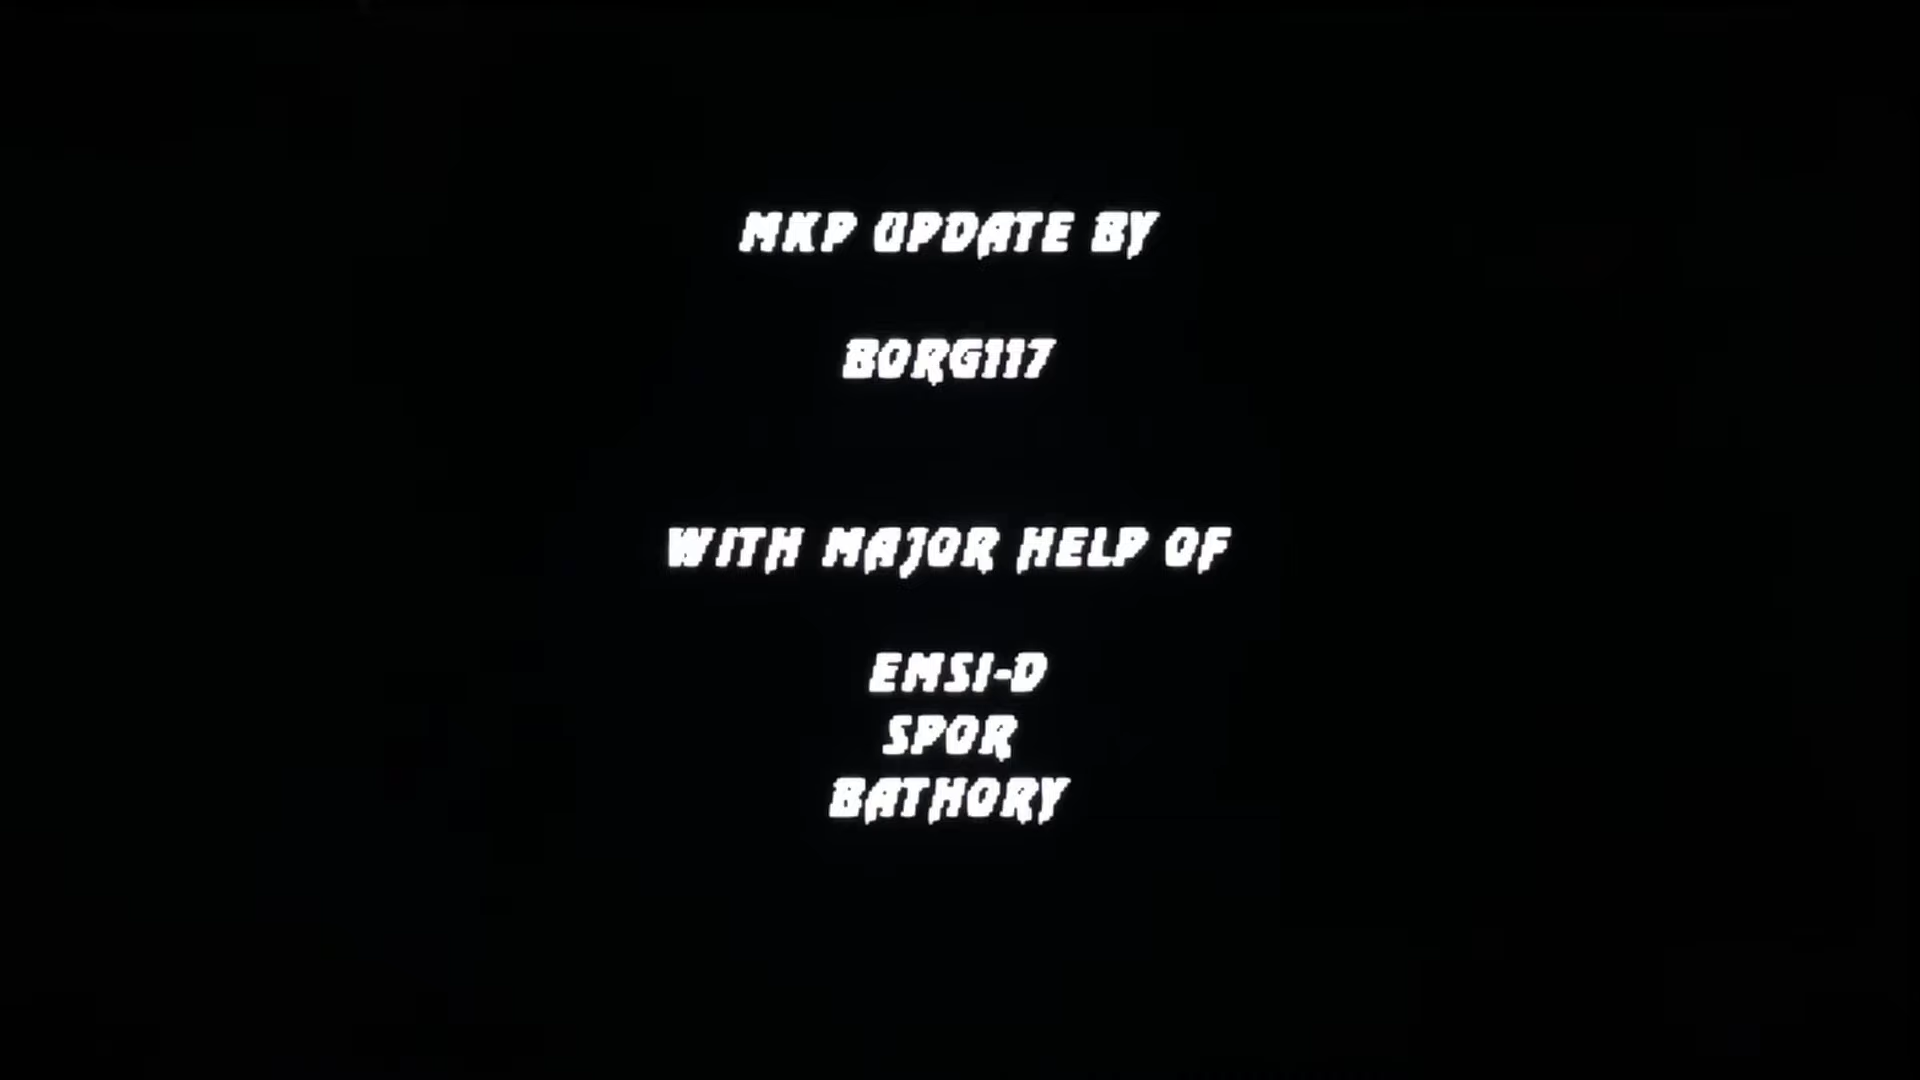 MKP UPDATE BY
BORG117
WITH MAJOR HELP OF
EMSI-D
SPOR
BATHORY